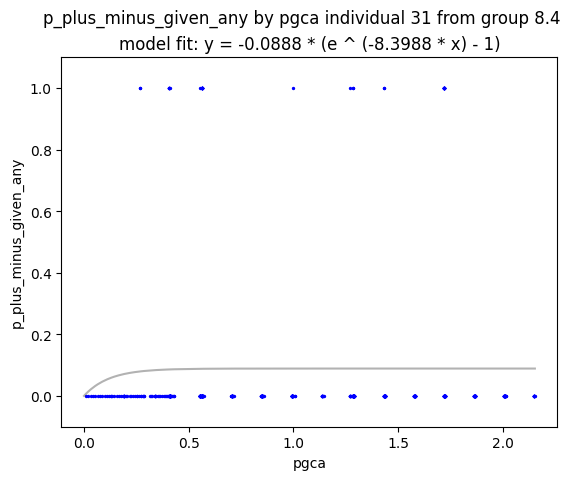 p_plus_minus_given_any by pgca individual 31 from group 8.4
model fit: y = -0.0888 * (e ^ (-8.3988 * x) - 1)
1.0
0.8
0.6
0.4
0.2
0.0
p_plus_minus_given_any
0.0 0.5 1.0 1.5 2.0
pgca